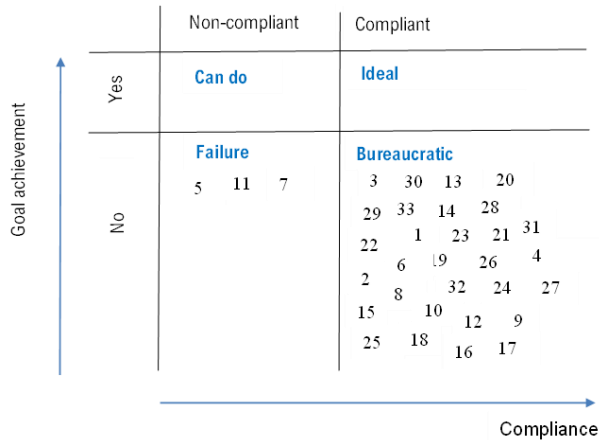 Non-compliant Compliant
Yes
Can do Ideal
Goal achievement
Failure Bureaucratic
No
5 11 7 3 30 13 20
29 33 14 28
22 1 23 21 31
6 19 26 4
2 8 32 24 27
15 10 12 9
25 18 16 17
Compliance